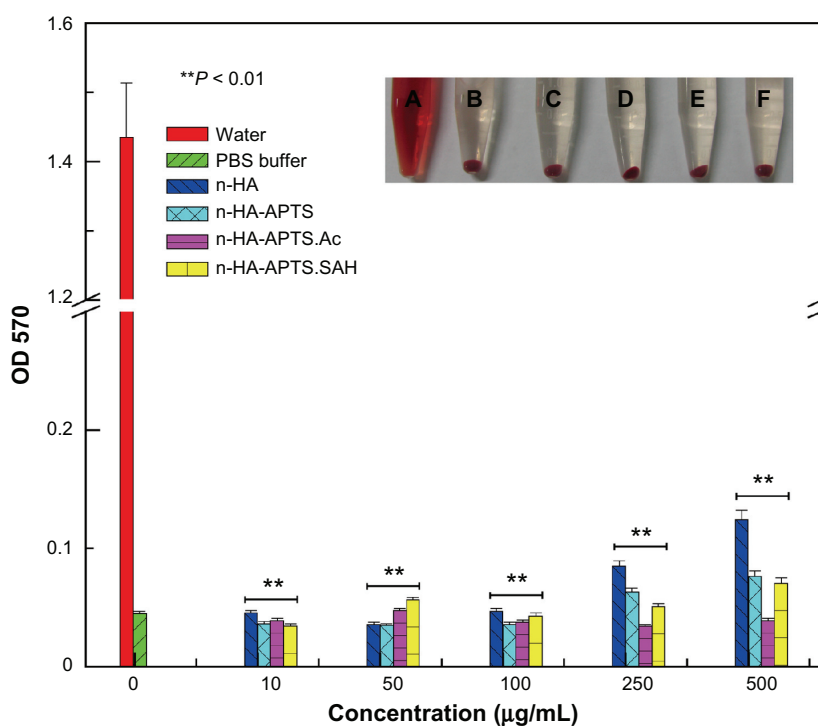 1.6
**P < 0.01
A B C D E F
1.4
Water
PBS buffer
n-HA
n-HA-APTS
n-HA-APTS.Ac
n-HA-APTS.SAH
1.2
OD 570
0.2
**
**
0.1
**
**
**
0
0 10 50 100 250 500
Concentration (μg/mL)